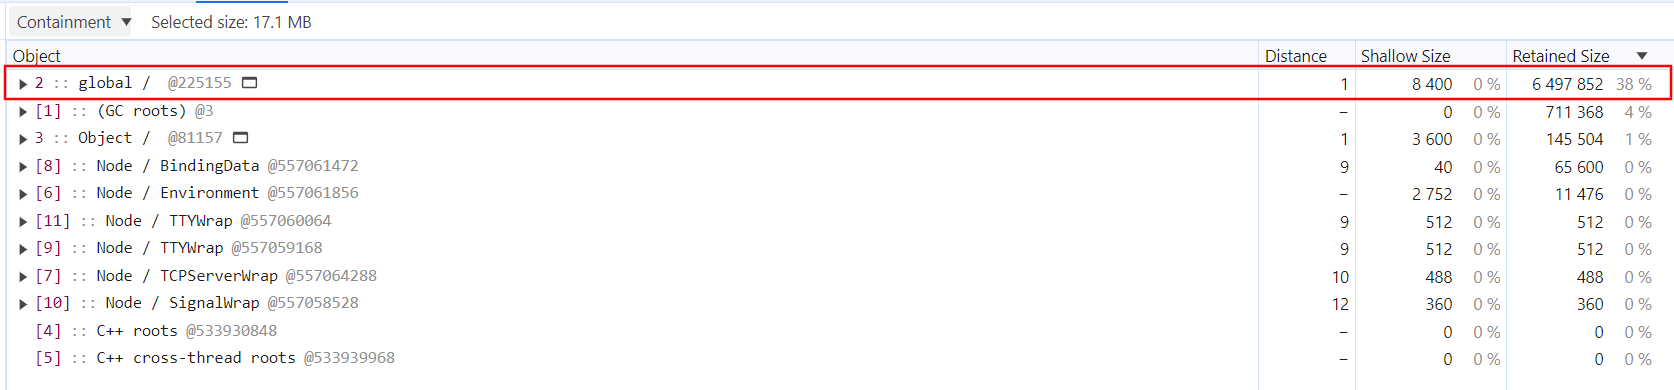 Containment ▼ Selected size: 17.1 MB
Object Distance Shallow Size Retained Size ▼
▶ 2 :: global / @225155 1 8 400 0 % 6 497 852 38 %
▶ [1] :: (GC roots) @3 – 0 0 % 711 368 4 %
▶ 3 :: Object / @81157 1 3 600 0 % 145 504 1 %
▶ [8] :: Node / BindingData @557061472 9 40 0 % 65 600 0 %
▶ [6] :: Node / Environment @557061856 – 2 752 0 % 11 476 0 %
▶ [11] :: Node / TTYWrap @557060064 9 512 0 % 512 0 %
▶ [9] :: Node / TTYWrap @557059168 9 512 0 % 512 0 %
▶ [7] :: Node / TCPServerWrap @557064288 10 488 0 % 488 0 %
▶ [10] :: Node / SignalWrap @557058528 12 360 0 % 360 0 %
[4] :: C++ roots @533930848 – 0 0 % 0 0 %
[5] :: C++ cross-thread roots @533939968 – 0 0 % 0 0 %